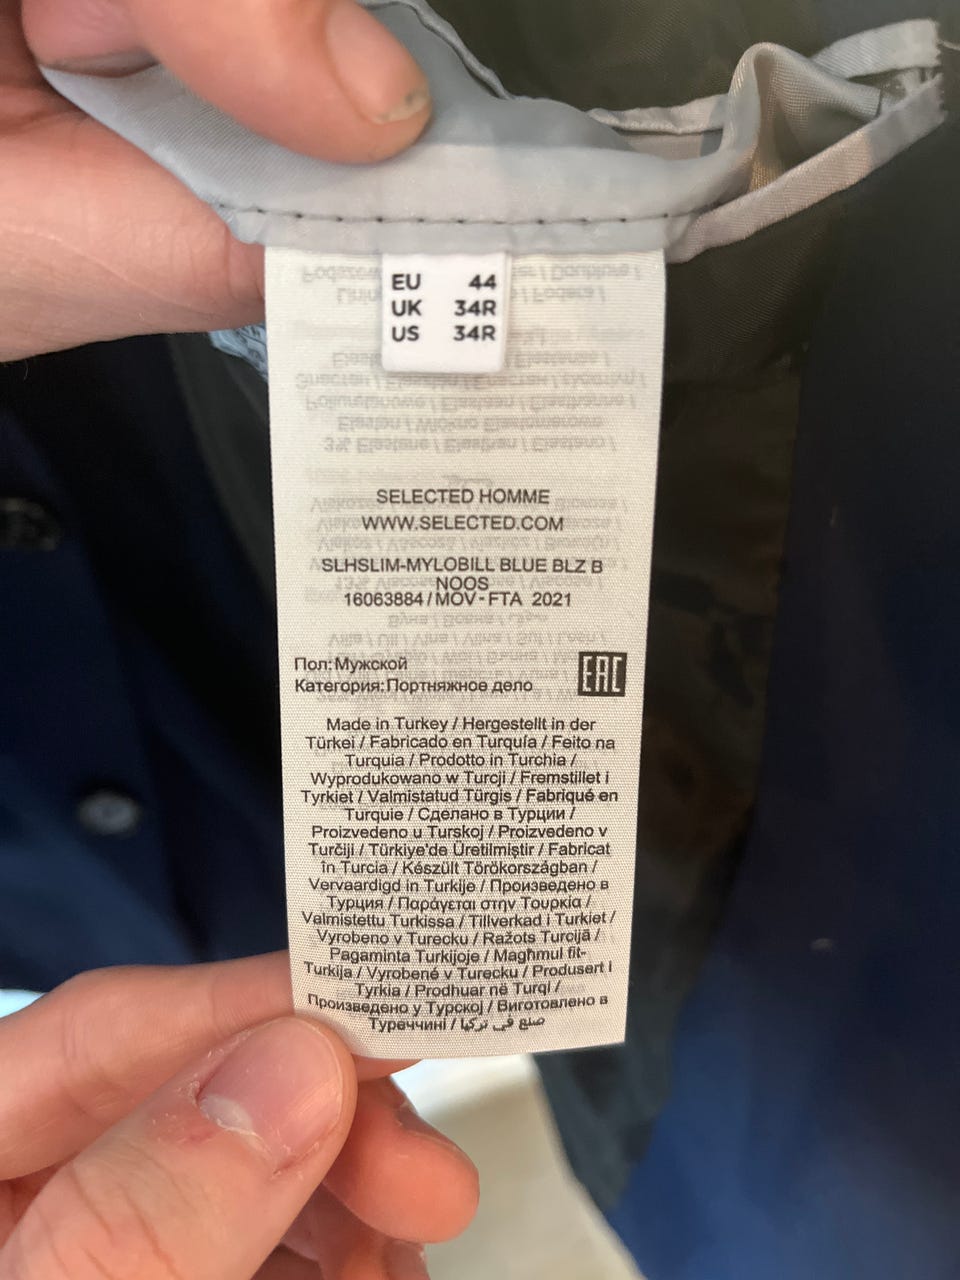 EU 44
UK 34R
US 34R
SELECTED HOMME
WWW.SELECTED.COM
SLHSLIM-MYLOBILL BLUE BLZ B
NOOS
16063884/MOV-FTA 2021
Пол:Мужской
Категория:Портняжное дело
EAC
Made in Turkey / Hergestellt in der
Türkei / Fabricado en Turquía / Feito na
Turquia / Prodotto in Turchia /
Wyprodukowano w Turcji / Fremstillet i
Tyrkiet / Valmistatud Türgis / Fabriqué en
Turquie / Сделано в Турции /
Proizvedeno u Turskoj / Proizvedeno v
Turčiji / Türkiye'de Üretilmiştir / Fabricat
în Turcia / Készült Törökországban /
Vervaardigd in Turkije / Произведено в
Турция / Παράγεται στην Τουρκία /
Valmistettu Turkissa / Tillverkad i Turkiet /
Vyrobeno v Turecku / Ražots Turcijā /
Pagaminta Turkijoje / Magħmul fit-
Turkija / Vyrobené v Turecku / Produsert i
Tyrkia / Prodhuar në Turqi /
Произведено у Турској / Виготовлено в
Туреччині / صنع في تركيا